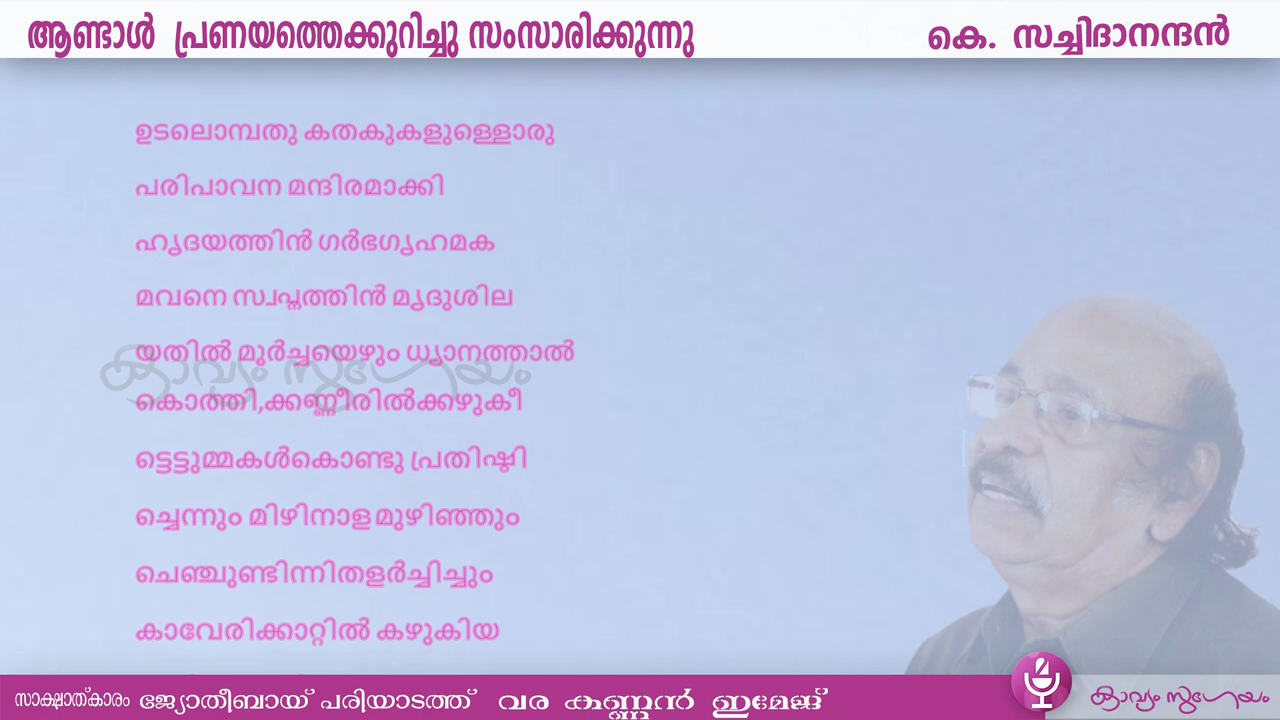 ആണ്ടാൾ പ്രണയത്തെക്കുറിച്ചു സംസാരിക്കുന്നു
കെ. സച്ചിദാനന്ദൻ
ഉടലൊമ്പതു കതകുകളുള്ളൊരു
പരിപാവന മന്ദിരമാക്കി
ഹൃദയത്തിൻ ഗർഭഗൃഹമക
മവനെ സ്വപ്നത്തിൻ മൃദുശില
യതിൽ മൂർച്ചയെഴും ധ്യാനത്താൽ
കൊത്തി,ക്കണ്ണീരിൽക്കഴുകീ
ട്ടെട്ടുമ്മകൾകൊണ്ടു പ്രതിഷ്ഠി
ച്ചെന്നും മിഴിനാളമുഴിഞ്ഞും
ചെഞ്ചുണ്ടിന്നിതളർച്ചിച്ചും
കാവേരിക്കാറ്റിൽ കഴുകിയ
കാവ്യം സുഗേയം
സാക്ഷാത്കാരം ജ്യോതീബായ് പരിയാടത്ത് വര കണ്ണൻ ഇമേജ്
കാവ്യം സുഗേയം